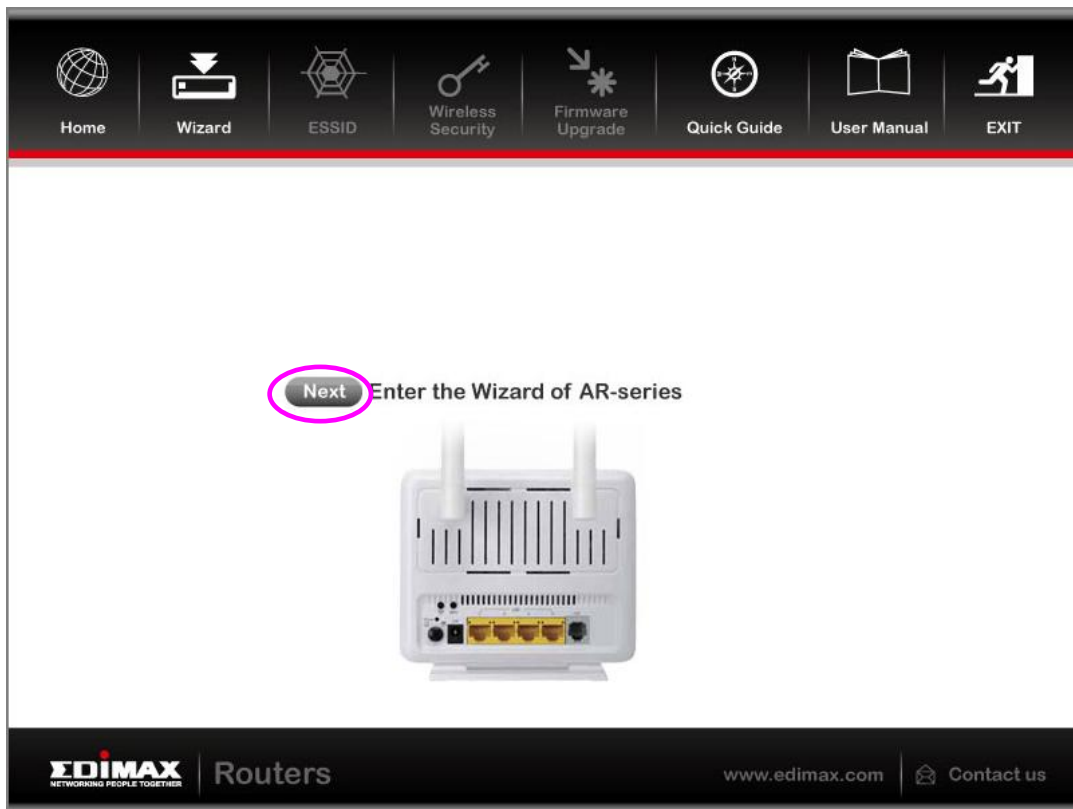 Home
Wizard
ESSID
Wireless
Security
Firmware
Upgrade
Quick Guide
User Manual
EXIT
Next Enter the Wizard of AR-series
EDIMAX
NETWORKING PEOPLE TOGETHER
Routers
www.edimax.com
Contact us